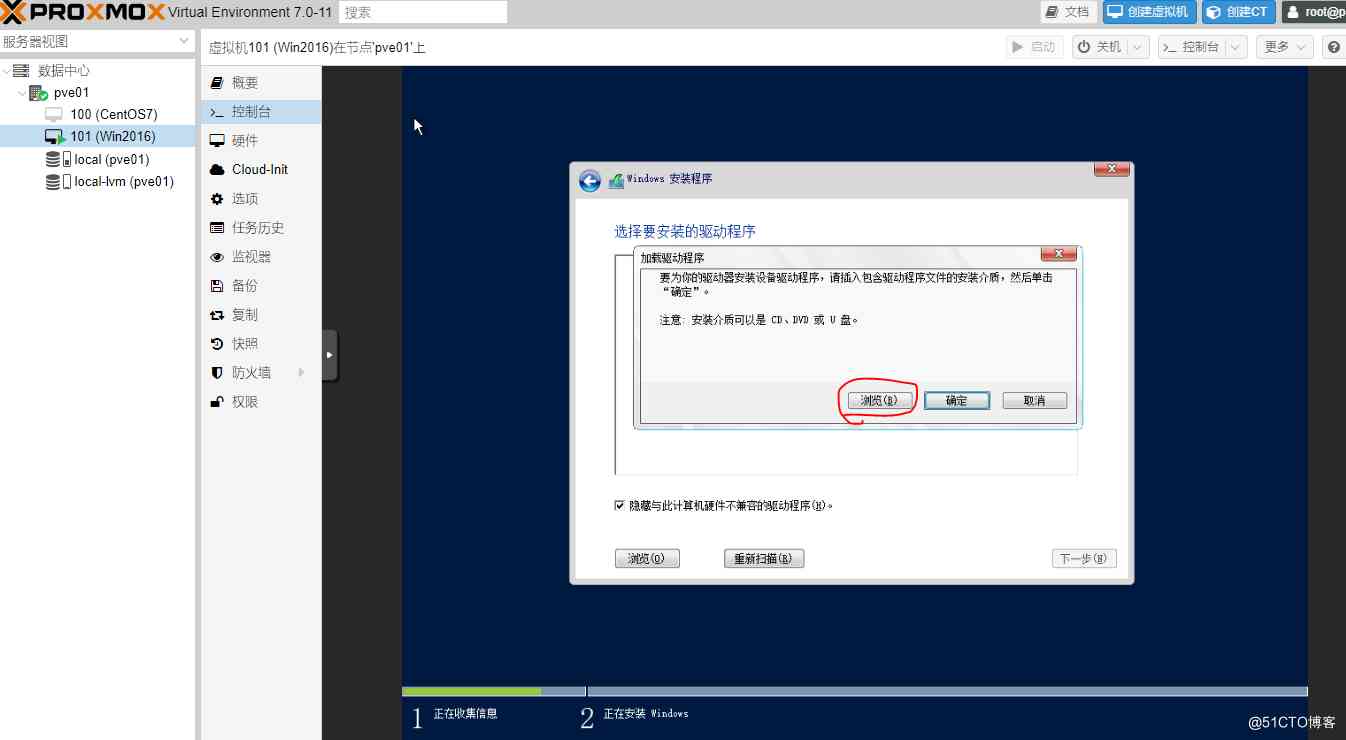 PROXMOX Virtual Environment 7.0-11 搜索 文档 创建虚拟机 创建CT root@p
服务器视图
虚拟机101 (Win2016)在节点'pve01'上 启动 关机 控制台 更多
数据中心
pve01
100 (CentOS7)
101 (Win2016)
local (pve01)
local-lvm (pve01)
概要
控制台
硬件
Cloud-Init
选项
任务历史
监视器
备份
复制
快照
防火墙
权限
Windows 安装程序
选择要安装的驱动程序
加载驱动程序
要为你的驱动器安装设备驱动程序，请插入包含驱动程序文件的安装介质，然后单击
“确定”。
注意: 安装介质可以是 CD、DVD 或 U 盘。
浏览(B) 确定 取消
隐藏与此计算机硬件不兼容的驱动程序(H)。
浏览(O) 重新扫描(R) 下一步(N)
1 正在收集信息 2 正在安装 Windows
@51CTO博客